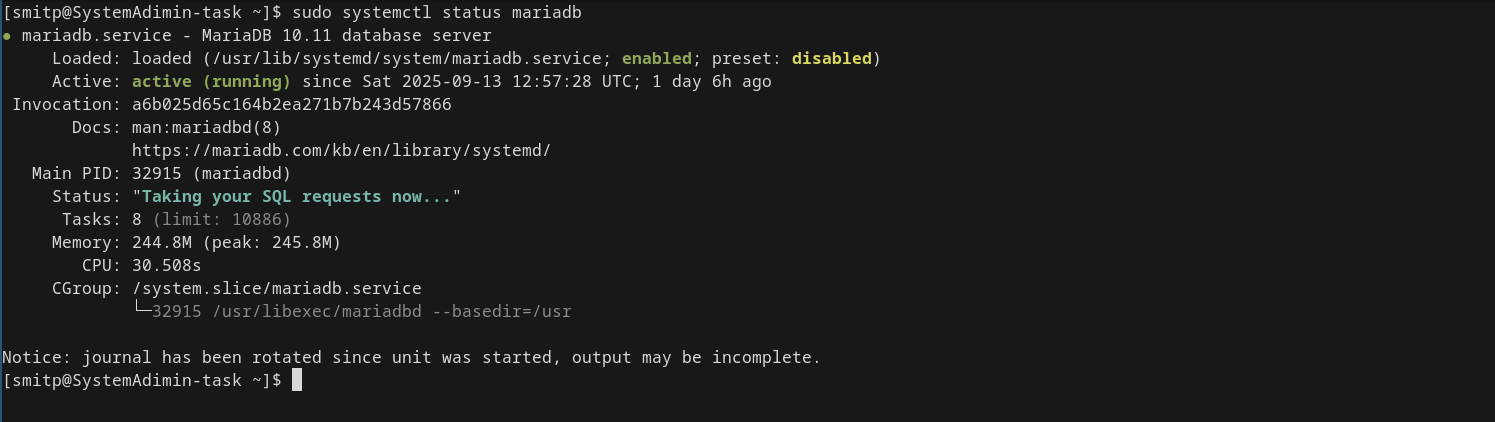 [smitp@SystemAdimin-task ~]$ sudo systemctl status mariadb
● mariadb.service - MariaDB 10.11 database server
     Loaded: loaded (/usr/lib/systemd/system/mariadb.service; enabled; preset: disabled)
     Active: active (running) since Sat 2025-09-13 12:57:28 UTC; 1 day 6h ago
 Invocation: a6b025d65c164b2ea271b7b243d57866
       Docs: man:mariadbd(8)
             https://mariadb.com/kb/en/library/systemd/
   Main PID: 32915 (mariadbd)
     Status: "Taking your SQL requests now..."
      Tasks: 8 (limit: 10886)
     Memory: 244.8M (peak: 245.8M)
        CPU: 30.508s
     CGroup: /system.slice/mariadb.service
             └─32915 /usr/libexec/mariadbd --basedir=/usr
Notice: journal has been rotated since unit was started, output may be incomplete.
[smitp@SystemAdimin-task ~]$